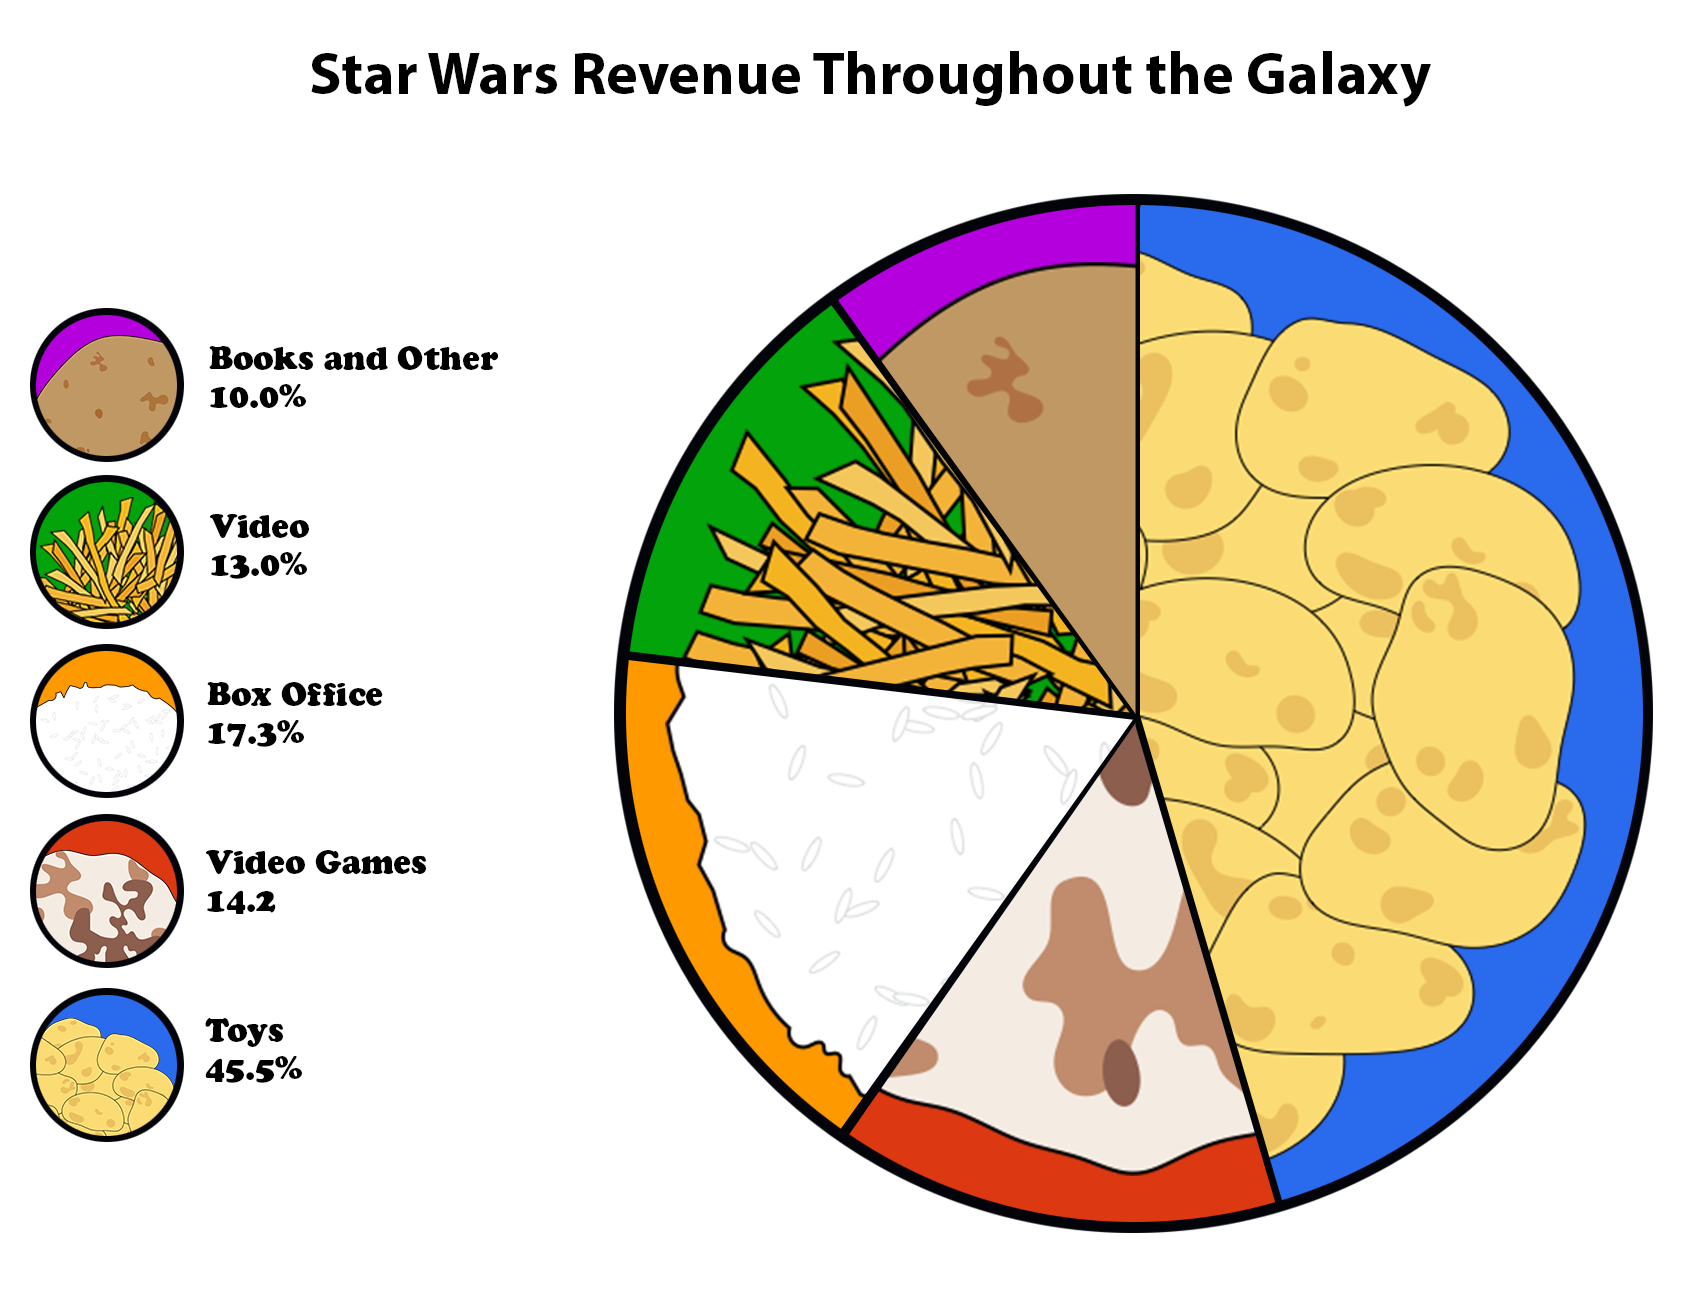 Star Wars Revenue Throughout the Galaxy
Books and Other
10.0%
Video
13.0%
Box Office
17.3%
Video Games
14.2
Toys
45.5%